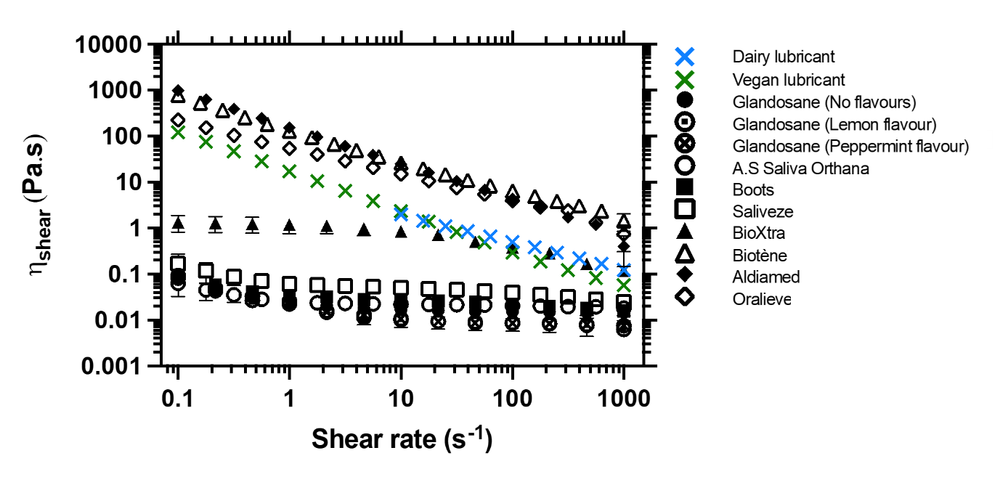 10000
1000
100
10
1
0.1
0.01
0.001
ηshear (Pa.s)
0.1 1 10 100 1000
Shear rate (s-1)
Dairy lubricant
Vegan lubricant
Glandosane (No flavours)
Glandosane (Lemon flavour)
Glandosane (Peppermint flavour)
A.S Saliva Orthana
Boots
Saliveze
BioXtra
Biotène
Aldiamed
Oralieve